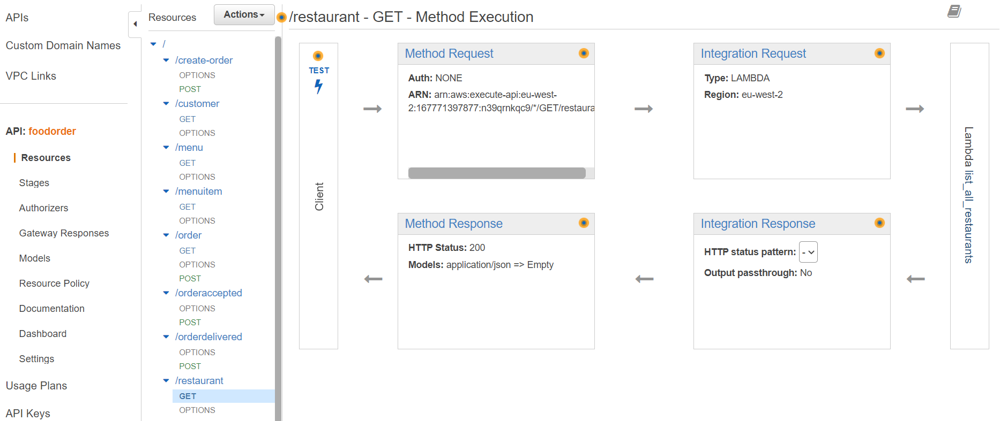 APIs
Custom Domain Names
VPC Links
API: foodorder
Resources
Stages
Authorizers
Gateway Responses
Models
Resource Policy
Documentation
Dashboard
Settings
Usage Plans
API Keys
Resources
Actions
/
/create-order
OPTIONS
POST
/customer
GET
OPTIONS
/menu
GET
OPTIONS
/menuitem
GET
OPTIONS
/order
GET
OPTIONS
POST
/orderaccepted
OPTIONS
POST
/orderdelivered
OPTIONS
POST
/restaurant
GET
OPTIONS
/restaurant - GET - Method Execution
TEST
Client
Method Request
Auth: NONE
ARN: arn:aws:execute-api:eu-west-
2:167771397877:n39qrnkqc9/*/GET/restaura
Integration Request
Type: LAMBDA
Region: eu-west-2
Method Response
HTTP Status: 200
Models: application/json => Empty
Integration Response
HTTP status pattern: -
Output passthrough: No
Lambda list_all_restaurants